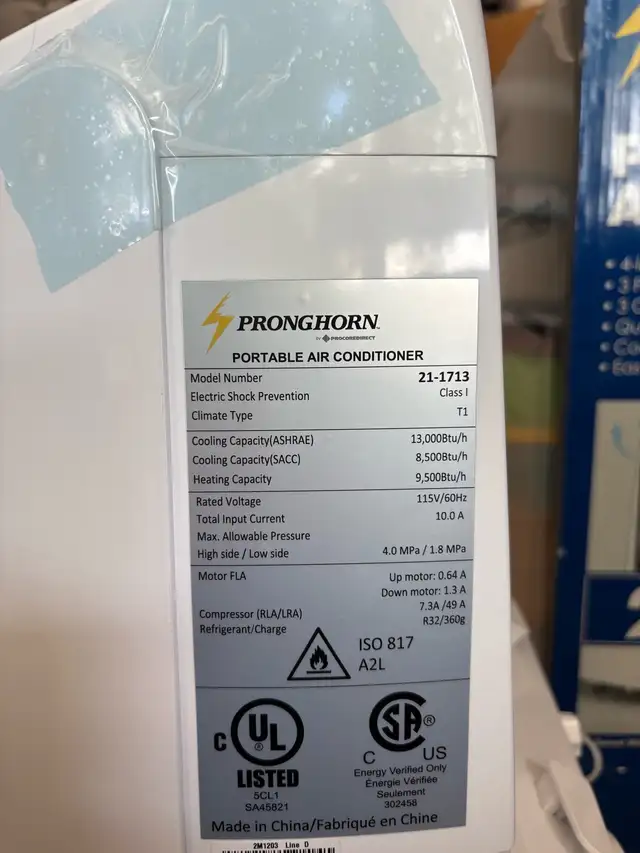 PRONGHORN™
BY PROCOREDIRECT
PORTABLE AIR CONDITIONER
Model Number 21-1713
Electric Shock Prevention Class I
Climate Type T1
Cooling Capacity(ASHRAE) 13,000Btu/h
Cooling Capacity(SACC) 8,500Btu/h
Heating Capacity 9,500Btu/h
Rated Voltage 115V/60Hz
Total Input Current 10.0 A
Max. Allowable Pressure
High side / Low side 4.0 MPa / 1.8 MPa
Motor FLA Up motor: 0.64 A
Down motor: 1.3 A
Compressor (RLA/LRA) 7.3A /49 A
Refrigerant/Charge R32/360g
ISO 817
A2L
C UL ®
LISTED
5CL1
SA45821
SA ®
C US
Energy Verified Only
Énergie Vérifiée
Seulement
302458
Made in China/Fabriqué en Chine
2M1203 Line D